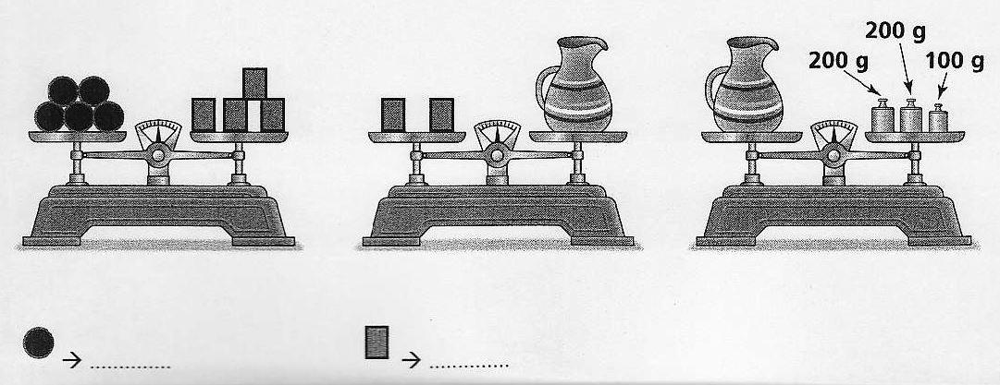 200 g
200 g
100 g
→ ..............
→ ..............